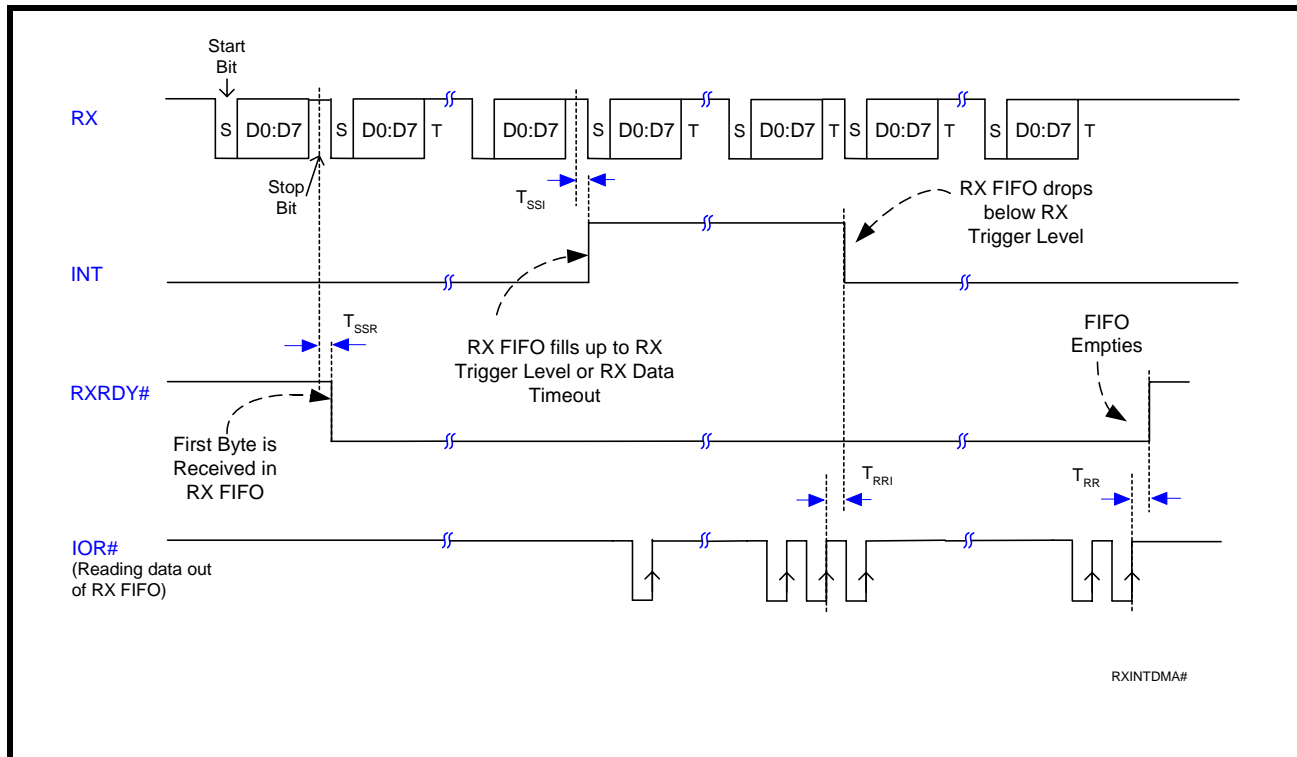 Start
Bit
RX
S D0:D7 S D0:D7 T D0:D7 S D0:D7 T S D0:D7 T S D0:D7 T S D0:D7 T
Stop
Bit
TSSI
RX FIFO drops
below RX
Trigger Level
INT
TSSR
RX FIFO fills up to RX
Trigger Level or RX Data
Timeout
FIFO
Empties
RXRDY#
First Byte is
Received in
RX FIFO
TRRI
TRR
IOR#
(Reading data out
of RX FIFO)
RXINTDMA#